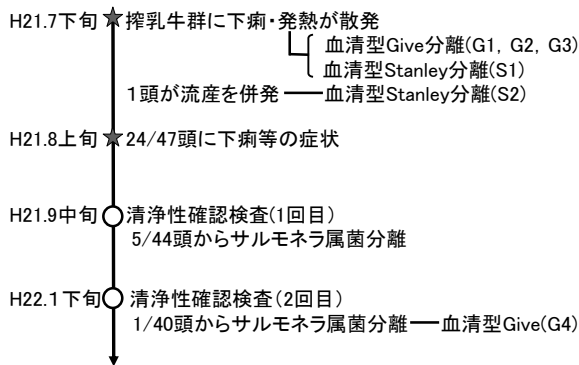 H21.7下旬 搾乳牛群に下痢・発熱が散発
血清型Give分離(G1, G2, G3)
血清型Stanley分離(S1)
1頭が流産を併発 血清型Stanley分離(S2)
H21.8上旬 24/47頭に下痢等の症状
H21.9中旬 清浄性確認検査(1回目)
5/44頭からサルモネラ属菌分離
H22.1下旬 清浄性確認検査(2回目)
1/40頭からサルモネラ属菌分離 血清型Give(G4)